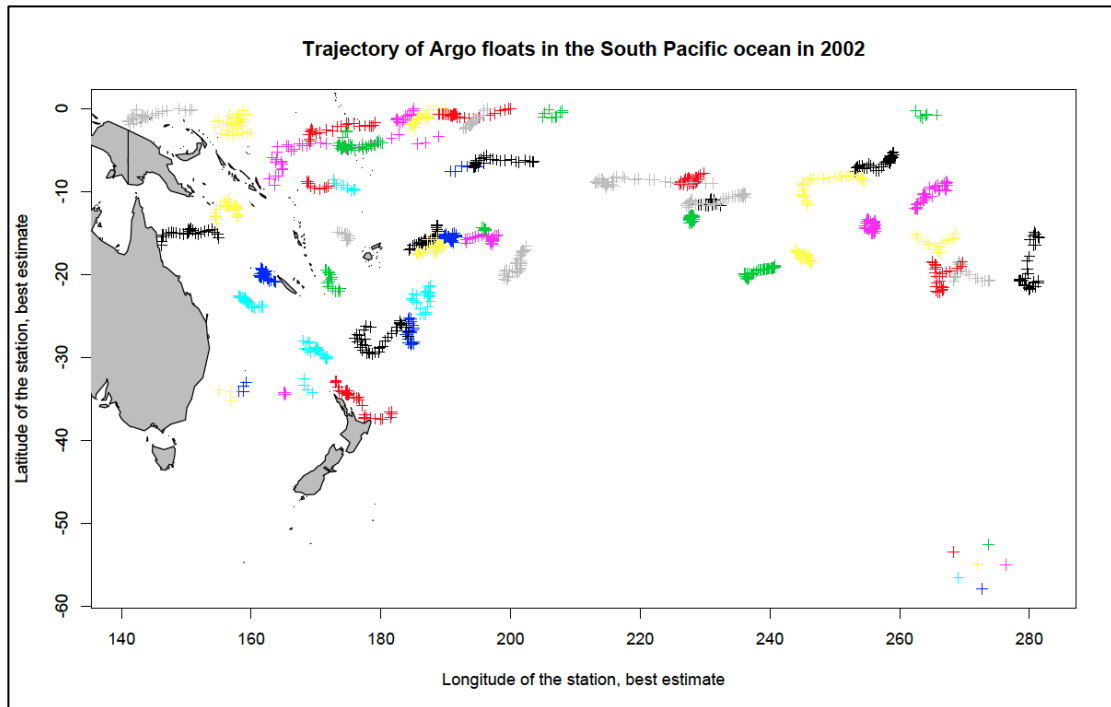 Trajectory of Argo floats in the South Pacific ocean in 2002
Latitude of the station, best estimate
0
-10
-20
-30
-40
-50
-60
140 160 180 200 220 240 260 280
Longitude of the station, best estimate